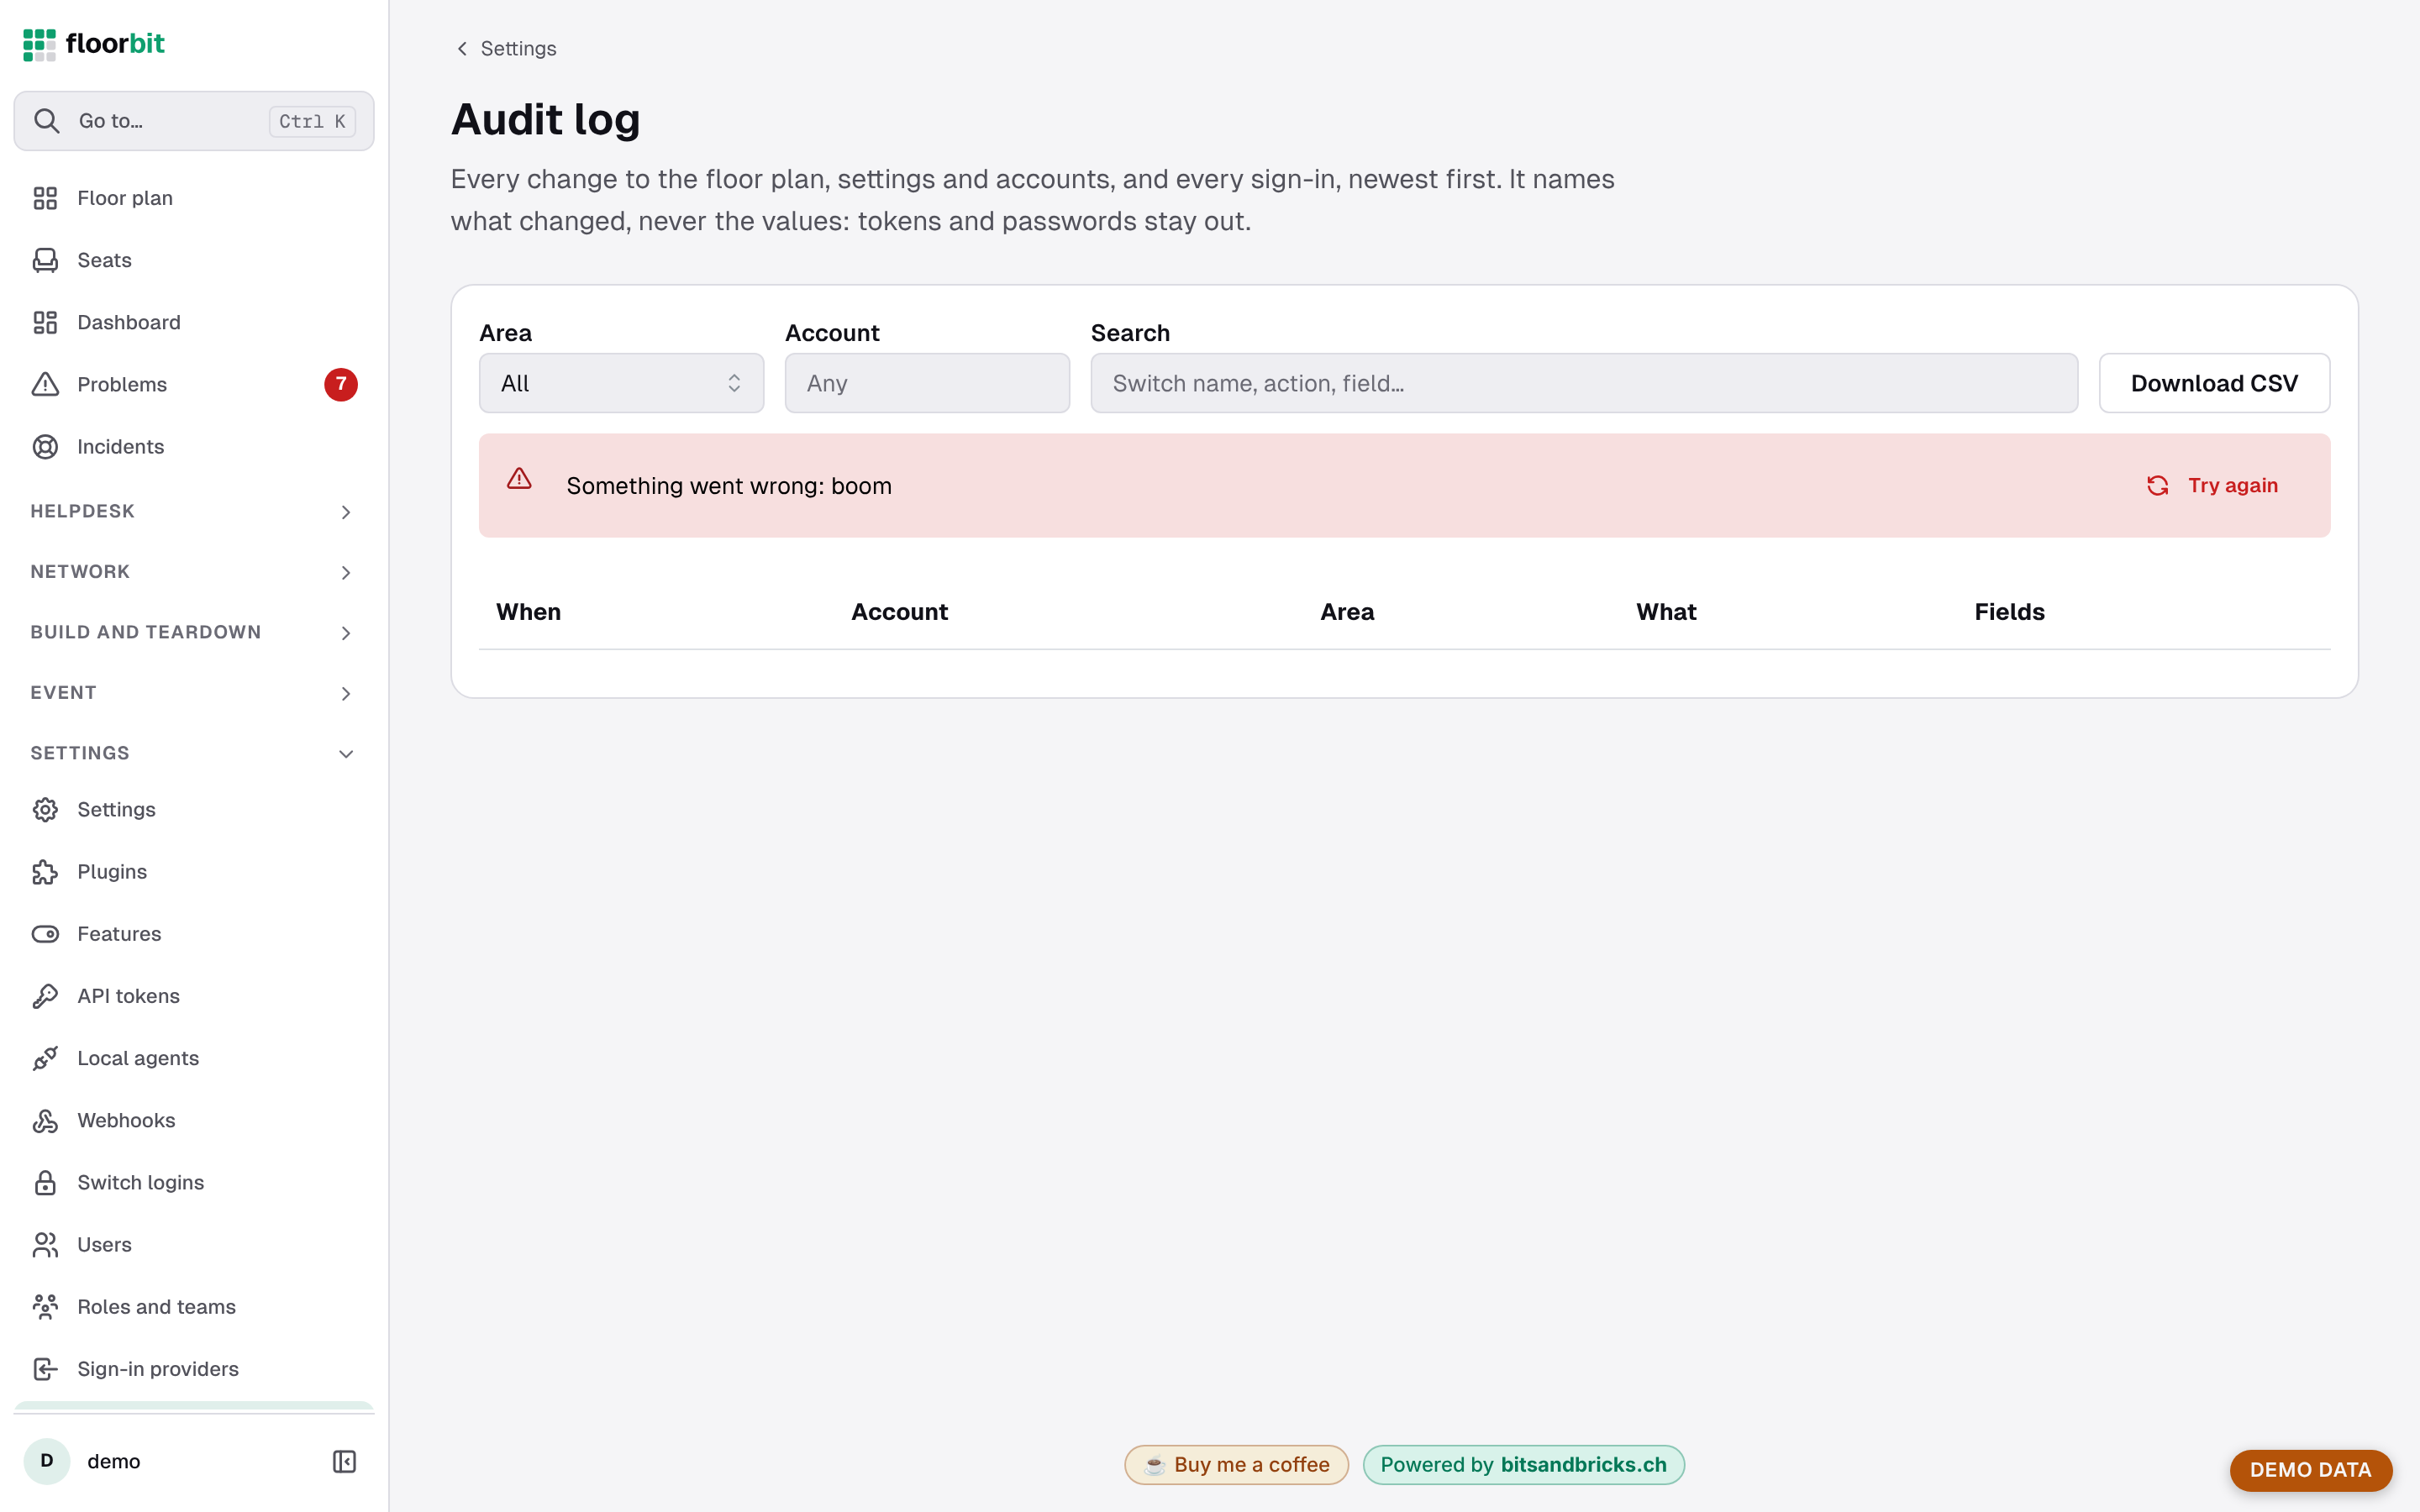 floorbit
Go to...
Ctrl K
Floor plan
Seats
Dashboard
Problems
7
Incidents
HELPDESK
NETWORK
BUILD AND TEARDOWN
EVENT
SETTINGS
Settings
Plugins
Features
API tokens
Local agents
Webhooks
Switch logins
Users
Roles and teams
Sign-in providers
D
demo
Settings
Audit log
Every change to the floor plan, settings and accounts, and every sign-in, newest first. It names
what changed, never the values: tokens and passwords stay out.
Area
Account
Search
All
Any
Switch name, action, field...
Download CSV
Something went wrong: boom
Try again
When
Account
Area
What
Fields
Buy me a coffee
Powered by bitsandbricks.ch
DEMO DATA